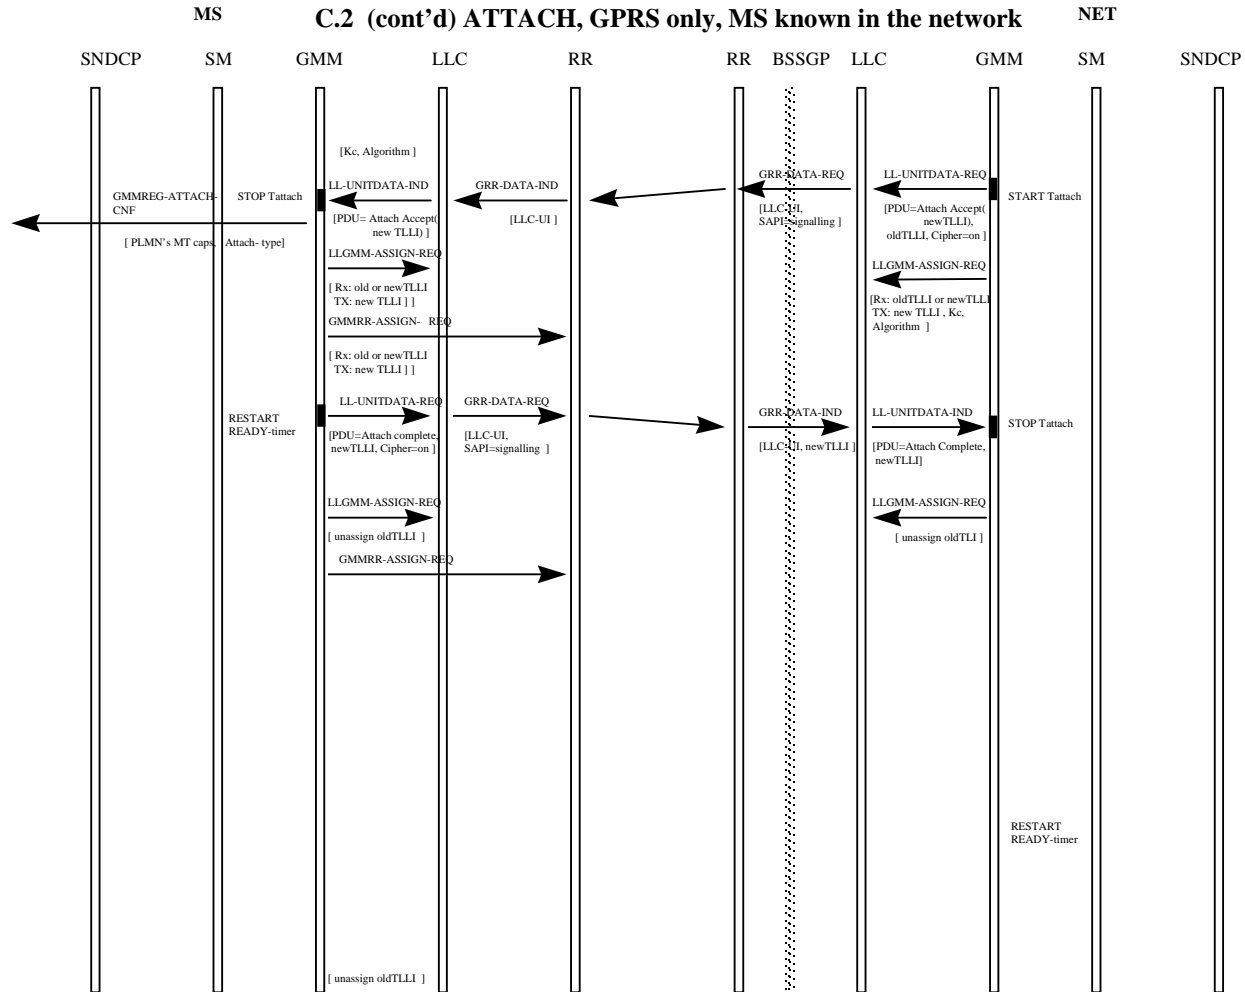 MS
C.2 (cont'd) ATTACH, GPRS only, MS known in the network
NET
SNDCP SM GMM LLC RR RR BSSGP LLC GMM SM SNDCP
[Kc, Algorithm ]
GMMREG-ATTACH-
CNF
STOP Tattach
LL-UNITDATA-IND
GRR-DATA-IND
GRR-DATA-REQ
LL-UNITDATA-REQ
START Tattach
[ PLMN's MT caps, Attach- type]
[PDU= Attach Accept(
new TLLI) ]
[LLC-UI ]
[LLC-UI,
SAPI=signalling ]
[PDU=Attach Accept(
newTLLI),
oldTLLI, Cipher=on ]
LLGMM-ASSIGN-REQ
[ Rx: old or newTLLI
TX: new TLLI ] ]
LLGMM-ASSIGN-REQ
[Rx: oldTLLI or newTLLI
TX: new TLLI , Kc,
Algorithm ]
GMMRR-ASSIGN- REQ
[ Rx: old or newTLLI
TX: new TLLI ] ]
RESTART
READY-timer
LL-UNITDATA-REQ
GRR-DATA-REQ
GRR-DATA-IND
LL-UNITDATA-IND
STOP Tattach
[PDU=Attach complete,
newTLLI, Cipher=on ]
[LLC-UI,
SAPI=signalling ]
[LLC-UI, newTLLI ]
[PDU=Attach Complete,
newTLLI]
LLGMM-ASSIGN-REQ
[ unassign oldTLLI ]
LLGMM-ASSIGN-REQ
[ unassign oldTLI ]
GMMRR-ASSIGN-REQ
RESTART
READY-timer
[ unassign oldTLLI ]